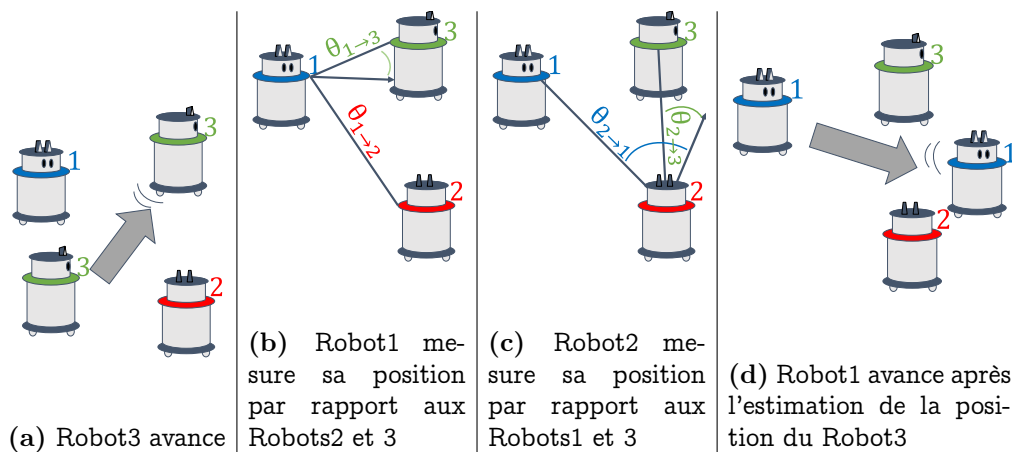 1
3
3
2
(a) Robot3 avance
1
3
θ1→3
θ1→2
2
(b) Robot1 me-
sure sa position
par rapport aux
Robots2 et 3
1
3
θ2→1
θ2→3
2
(c) Robot2 me-
sure sa position
par rapport aux
Robots1 et 3
1
3
1
2
(d) Robot1 avance après
l'estimation de la posi-
tion du Robot3